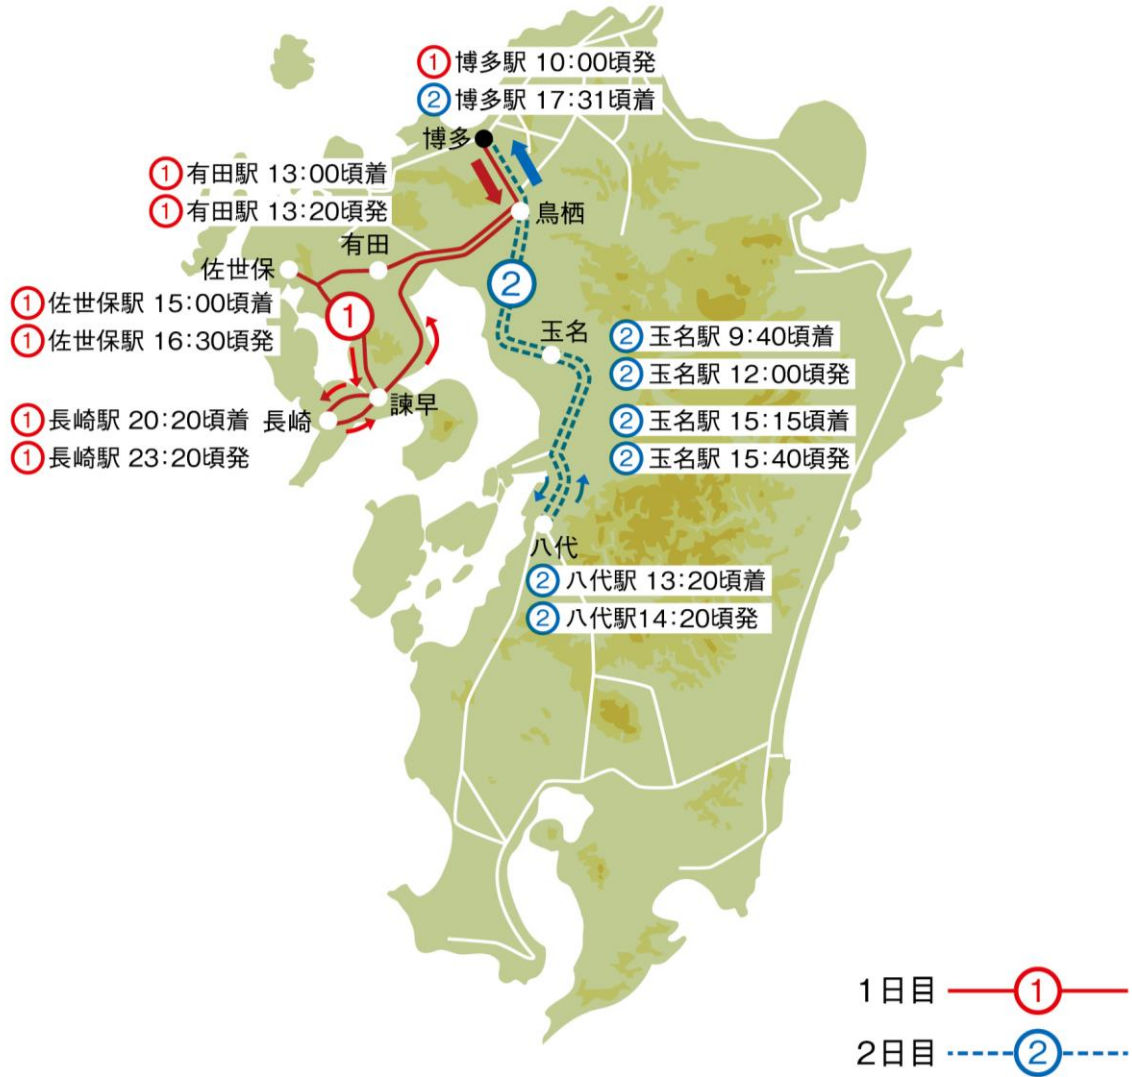 ① 博多駅 10:00頃発
② 博多駅 17:31頃着
博多
① 有田駅 13:00頃着
① 有田駅 13:20頃発
鳥栖
有田
佐世保
① 佐世保駅 15:00頃着
① 佐世保駅 16:30頃発
①
②
玉名
② 玉名駅 9:40頃着
② 玉名駅 12:00頃発
② 玉名駅 15:15頃着
② 玉名駅 15:40頃発
諫早
① 長崎駅 20:20頃着
長崎
① 長崎駅 23:20頃発
八代
② 八代駅 13:20頃着
② 八代駅14:20頃発
1日目 ①
2日目 ②